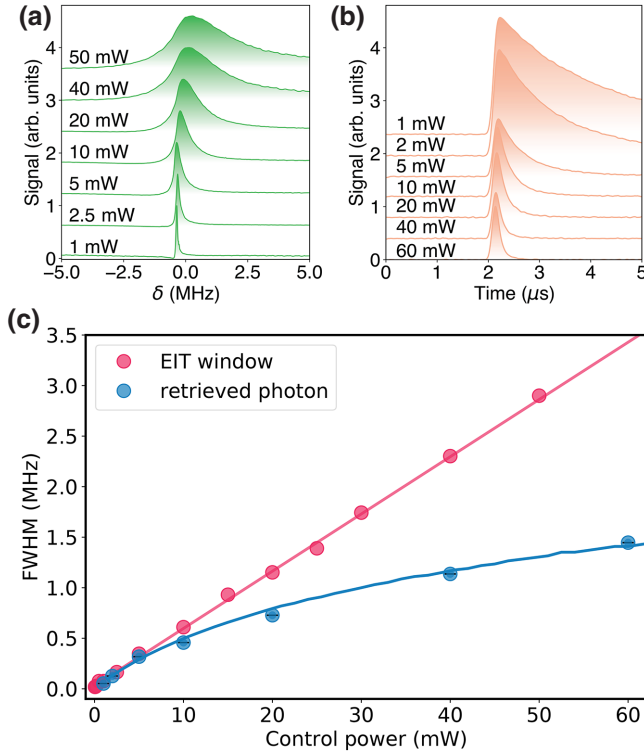 (a)
Signal (arb. units)
4
3
2
1
0
50 mW
40 mW
20 mW
10 mW
5 mW
2.5 mW
1 mW
−5.0 −2.5 0.0 2.5 5.0
δ (MHz)
(b)
Signal (arb. units)
4
3
2
1
0
1 mW
2 mW
5 mW
10 mW
20 mW
40 mW
60 mW
0 1 2 3 4 5
Time (μs)
(c)
FWHM (MHz)
3.5
3.0
2.5
2.0
1.5
1.0
0.5
0.0
EIT window
retrieved photon
0 10 20 30 40 50 60
Control power (mW)